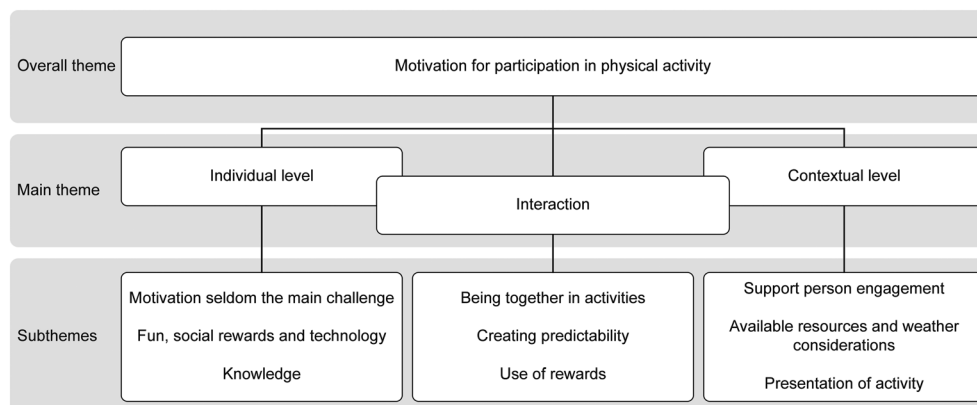 Overall theme
Motivation for participation in physical activity
Main theme
Individual level
Interaction
Contextual level
Subthemes
Motivation seldom the main challenge
Fun, social rewards and technology
Knowledge
Being together in activities
Creating predictability
Use of rewards
Support person engagement
Available resources and weather
considerations
Presentation of activity